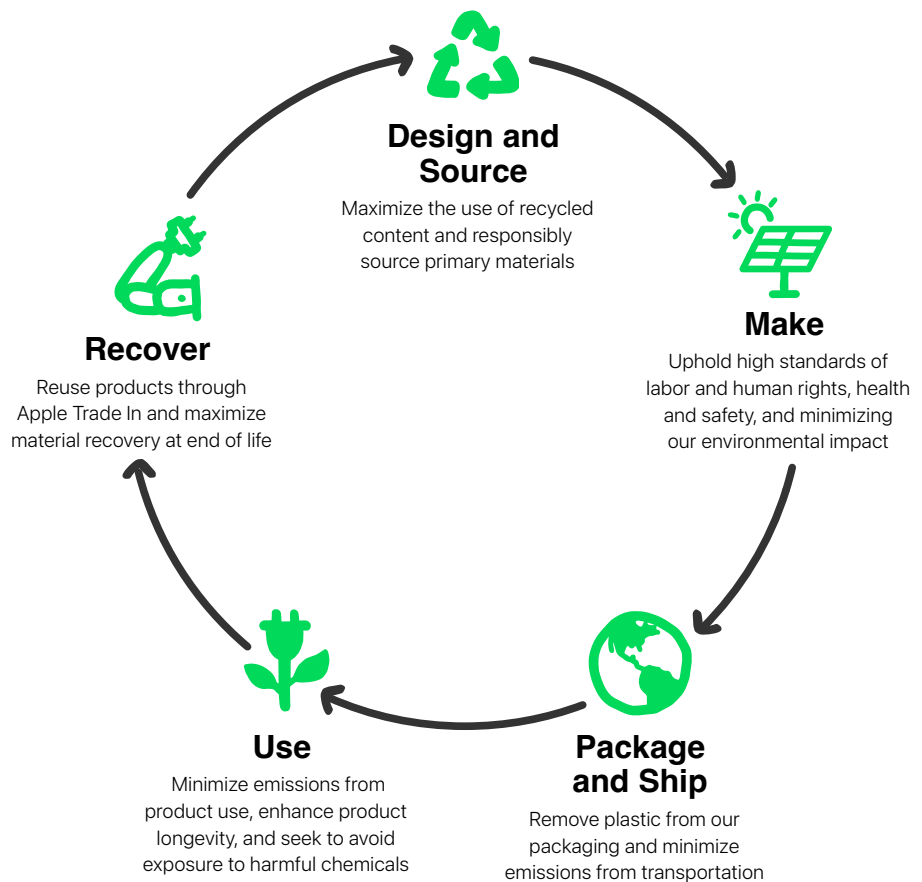 Design and
Source
Maximize the use of recycled
content and responsibly
source primary materials
Make
Uphold high standards of
labor and human rights, health
and safety, and minimizing
our environmental impact
Package
and Ship
Remove plastic from our
packaging and minimize
emissions from transportation
Use
Minimize emissions from
product use, enhance product
longevity, and seek to avoid
exposure to harmful chemicals
Recover
Reuse products through
Apple Trade In and maximize
material recovery at end of life